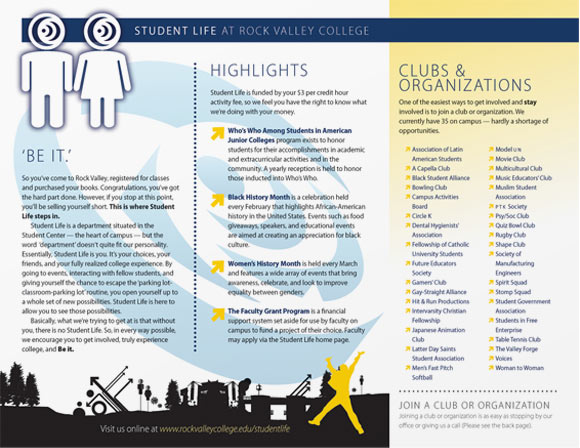 STUDENT LIFE AT ROCK VALLEY COLLEGE
'BE IT.'
So you've come to Rock Valley, registered for classes
and purchased your books. Congratulations, you've got
the hard part done. However, if you stop at this point,
you'll be selling yourself short. This is where Student
Life steps in.
Student Life is a department situated in the
Student Center — the heart of campus — but the
word 'department' doesn't quite fit our personality.
Essentially, Student Life is you. It's your choices, your
friends, and your fully realized college experience. By
going to events, interacting with fellow students, and
giving yourself the chance to escape the 'parking lot-
classroom-parking lot' routine, you open yourself up to
a whole set of new possibilities. Student Life is here to
allow you to see those possibilities.
Basically, what we're trying to get at is that without
you, there is no Student Life. So, in every way possible,
we encourage you to get involved, truly experience
college, and Be it.
HIGHLIGHTS
Student Life is funded by your $3 per credit hour
activity fee, so we feel you have the right to know what
we're doing with your money.
Who's Who Among Students in American
Junior Colleges program exists to honor
students for their accomplishments in academic
and extracurricular activities and in the
community. A yearly reception is held to honor
those inducted into Who's Who.
Black History Month is a celebration held
every February that highlights African-American
history in the United States. Events such as food
giveaways, speakers, and educational events
are aimed at creating an appreciation for black
culture.
Women's History Month is held every March
and features a wide array of events that bring
awareness, celebrate, and look to improve
equality between genders.
The Faculty Grant Program is a financial
support system set aside for use by faculty on
campus to fund a project of their choice. Faculty
may apply via the Student Life home page.
CLUBS &
ORGANIZATIONS
One of the easiest ways to get involved and stay
involved is to join a club or organization. We
currently have 35 on campus — hardly a shortage of
opportunities.
Association of Latin
American Students
A Capella Club
Black Student Alliance
Bowling Club
Campus Activities
Board
Circle K
Dental Hygienists'
Association
Fellowship of Catholic
University Students
Future Educators
Society
Gamers' Club
Gay-Straight Alliance
Hit & Run Productions
Intervarsity Christian
Fellowship
Japanese Animation
Club
Latter Day Saints
Student Association
Men's Fast Pitch
Softball
Model UN
Movie Club
Multicultural Club
Music Educators' Club
Muslim Student
Association
PTK Society
Psy/Soc Club
Quiz Bowl Club
Rugby Club
Shape Club
Society of
Manufacturing
Engineers
Spirit Squad
Stomp Squad
Student Government
Association
Students in Free
Enterprise
Table Tennis Club
The Valley Forge
Voices
Woman to Woman
JOIN A CLUB OR ORGANIZATION
Joining a club or organization is as easy as stopping by our
office or giving us a call (Please see the back page).
Visit us online at www.rockvalleycollege.edu/studentlife